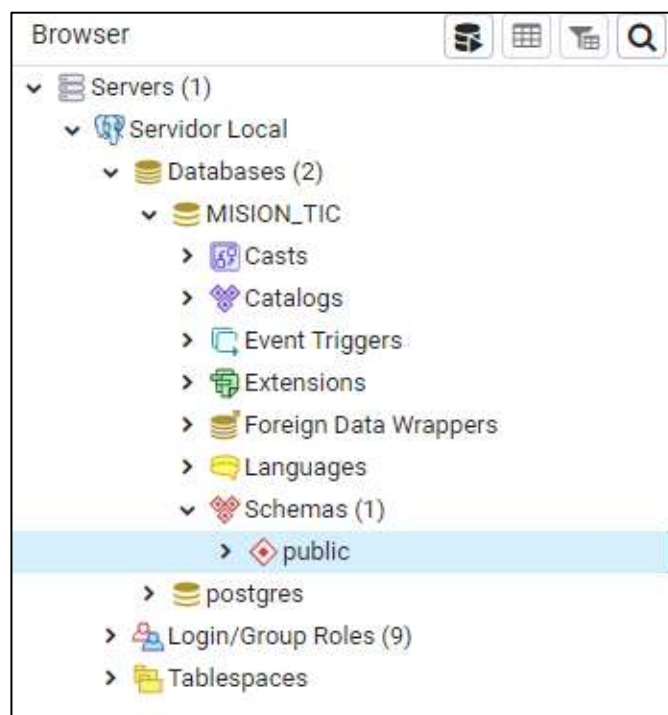 Browser
Servers (1)
Servidor Local
Databases (2)
MISION_TIC
Casts
Catalogs
Event Triggers
Extensions
Foreign Data Wrappers
Languages
Schemas (1)
public
postgres
Login/Group Roles (9)
Tablespaces